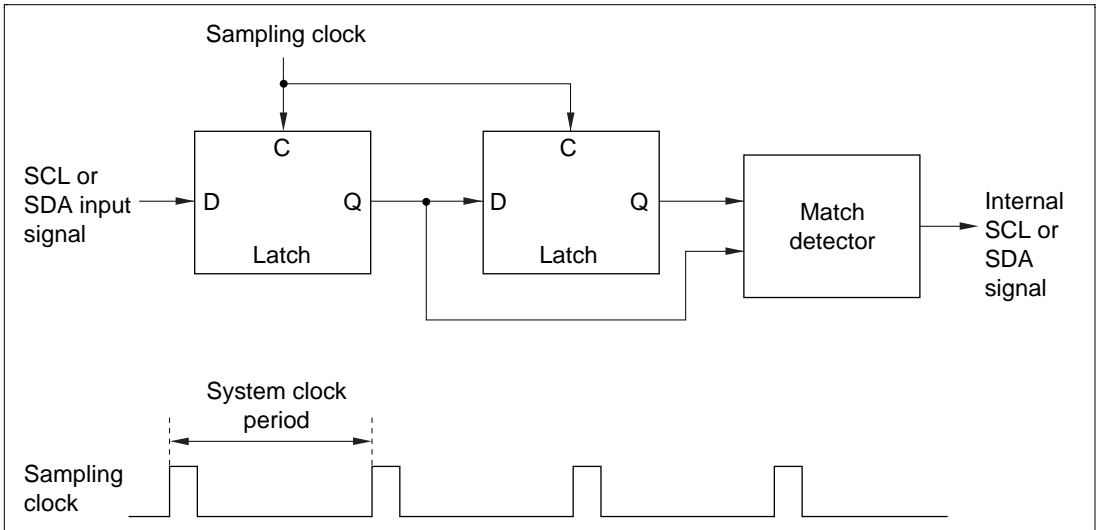 Sampling clock
C
C
SCL or
SDA input
signal
D
Q
Latch
D
Q
Latch
Match
detector
Internal
SCL or
SDA
signal
System clock
period
Sampling
clock